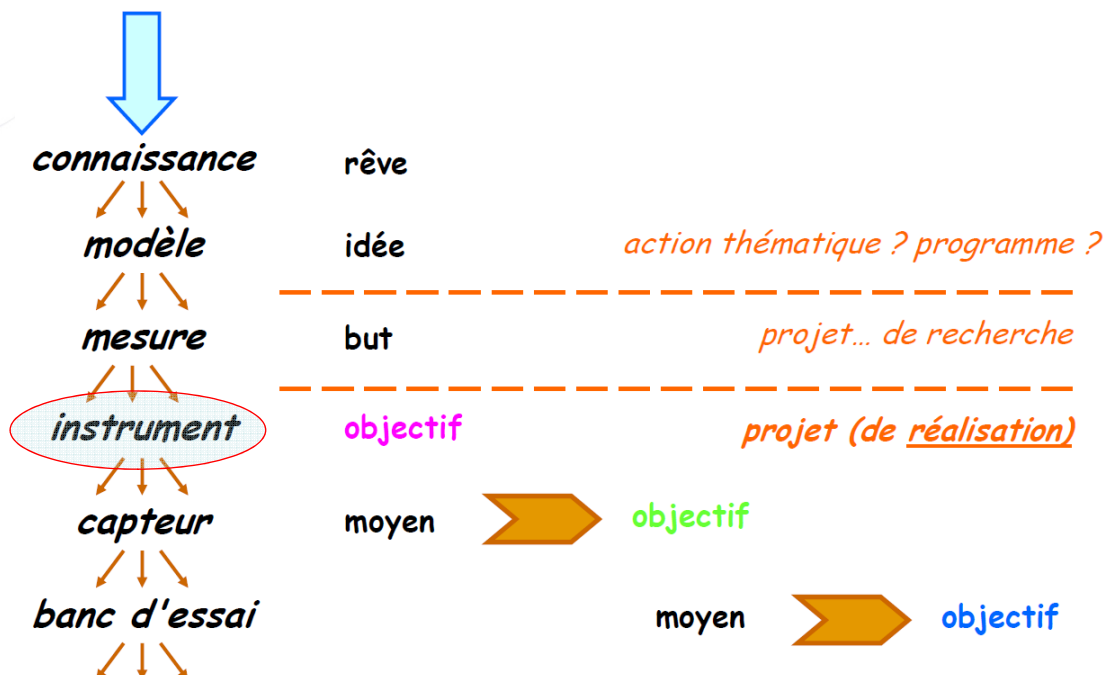 connaissance rêve
modèle idée action thématique ? programme ?
mesure but projet… de recherche
instrument objectif projet (de réalisation)
capteur moyen objectif
banc d'essai moyen objectif